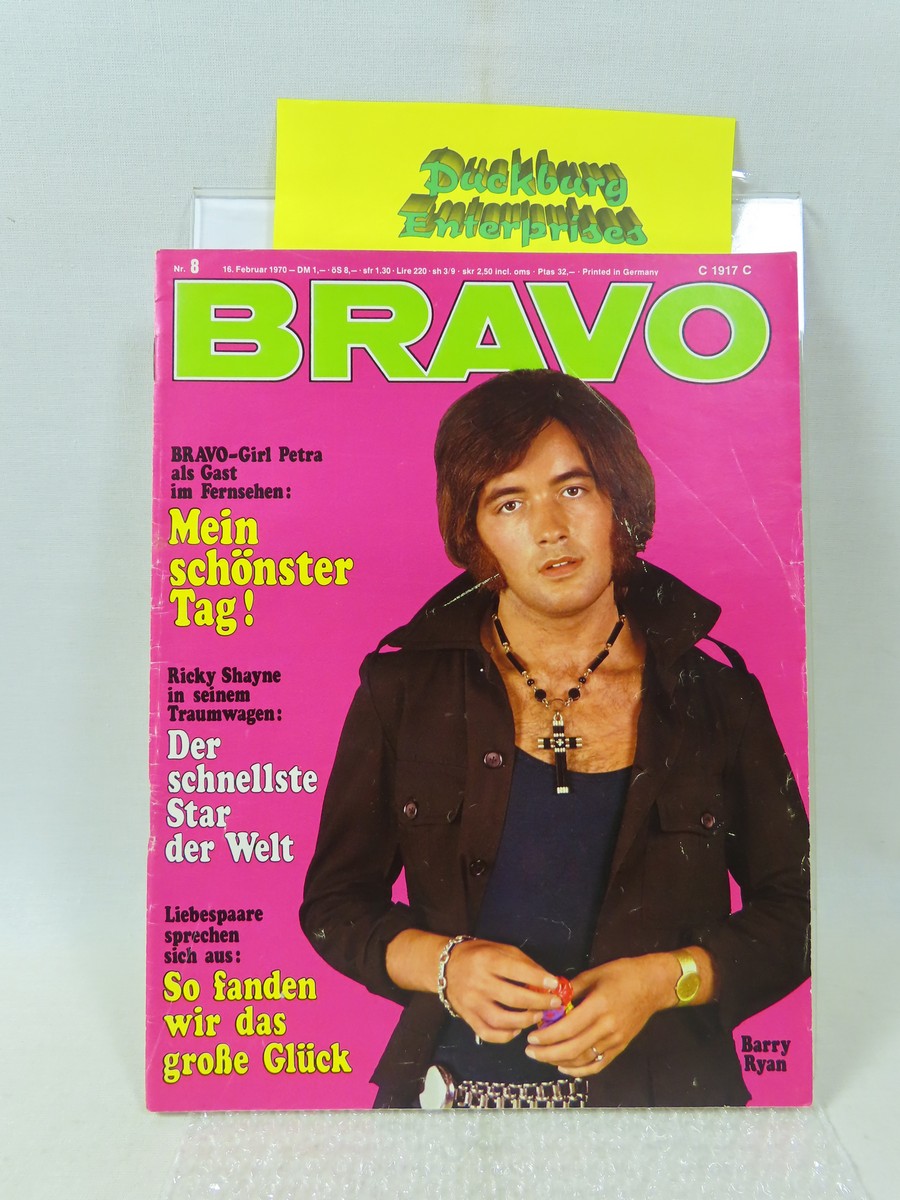 Duckburg
Enterprises
Nr. 8 16. Februar 1970 – DM 1,– · öS 8,– · sfr 1.30 · Lire 220 · sh 3/9 · skr 2,50 incl. oms · Ptas 32,– · Printed in Germany C 1917 C
BRAVO
BRAVO-Girl Petra
als Gast
im Fernsehen:
Mein
schönster
Tag!
Ricky Shayne
in seinem
Traumwagen:
Der
schnellste
Star
der Welt
Liebespaare
sprechen
sich aus:
So fanden
wir das
große Glück
Barry
Ryan